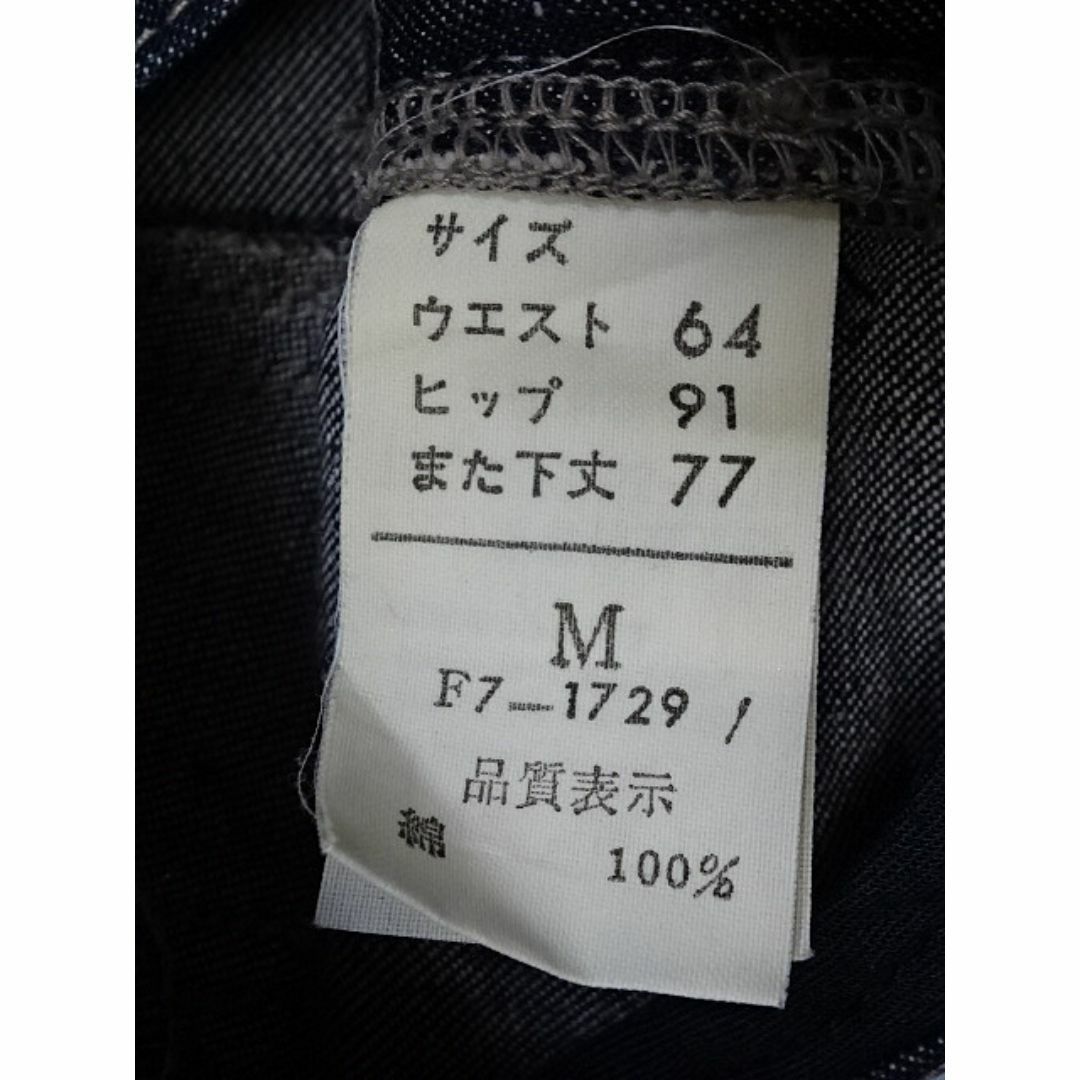 サイズ
ウエスト 64
ヒップ 91
また下丈 77
M
F7-1729 /
品質表示
綿 100%